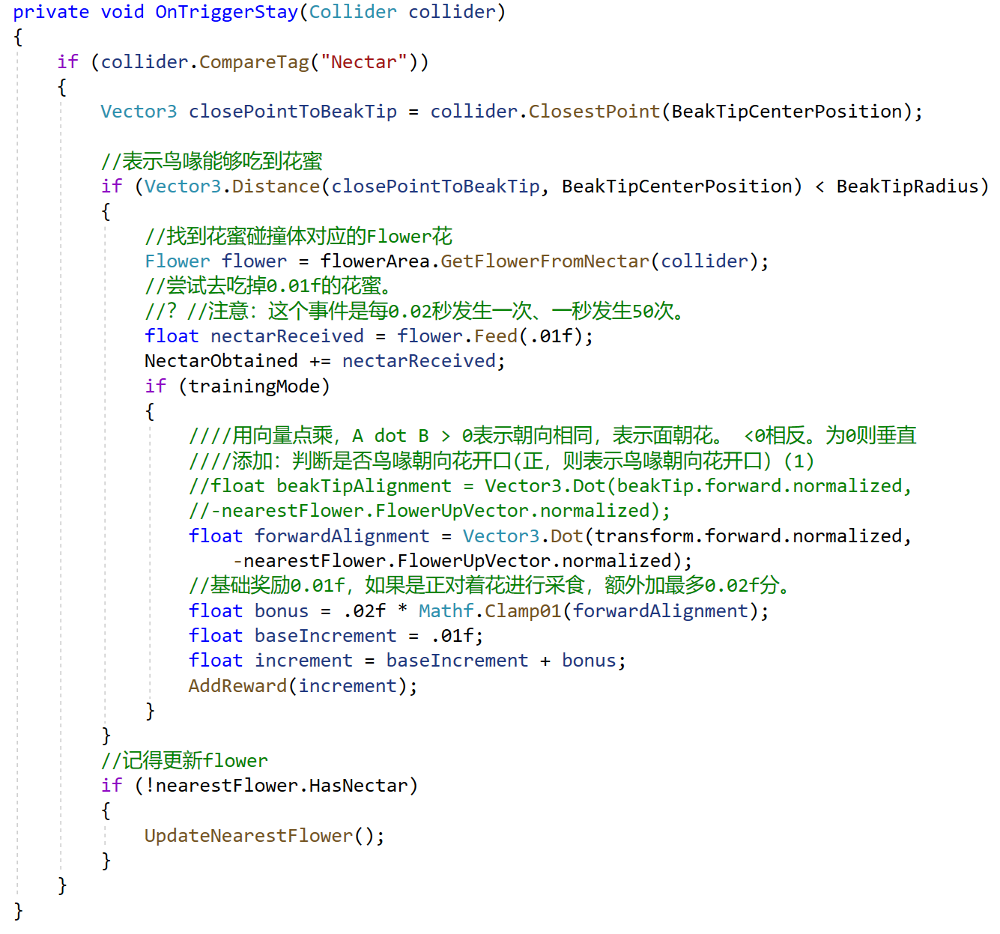 private void OnTriggerStay(Collider collider)
{
    if (collider.CompareTag("Nectar"))
    {
        Vector3 closePointToBeakTip = collider.ClosestPoint(BeakTipCenterPosition);

        //表示鸟喙能够吃到花蜜
        if (Vector3.Distance(closePointToBeakTip, BeakTipCenterPosition) < BeakTipRadius)
        {
            //找到花蜜碰撞体对应的Flower花
            Flower flower = flowerArea.GetFlowerFromNectar(collider);
            //尝试去吃掉0.01f的花蜜。
            //？//注意：这个事件是每0.02秒发生一次、一秒发生50次。
            float nectarReceived = flower.Feed(.01f);
            NectarObtained += nectarReceived;
            if (trainingMode)
            {
                ////用向量点乘，A dot B > 0表示朝向相同，表示面朝花。 <0相反。为0则垂直
                ////添加：判断是否鸟喙朝向花开口(正，则表示鸟喙朝向花开口）(1)
                //float beakTipAlignment = Vector3.Dot(beakTip.forward.normalized,
                //-nearestFlower.FlowerUpVector.normalized);
                float forwardAlignment = Vector3.Dot(transform.forward.normalized,
                    -nearestFlower.FlowerUpVector.normalized);
                //基础奖励0.01f，如果是正对着花进行采食，额外加最多0.02f分。
                float bonus = .02f * Mathf.Clamp01(forwardAlignment);
                float baseIncrement = .01f;
                float increment = baseIncrement + bonus;
                AddReward(increment);
            }
        }
        //记得更新flower
        if (!nearestFlower.HasNectar)
        {
            UpdateNearestFlower();
        }
    }
}